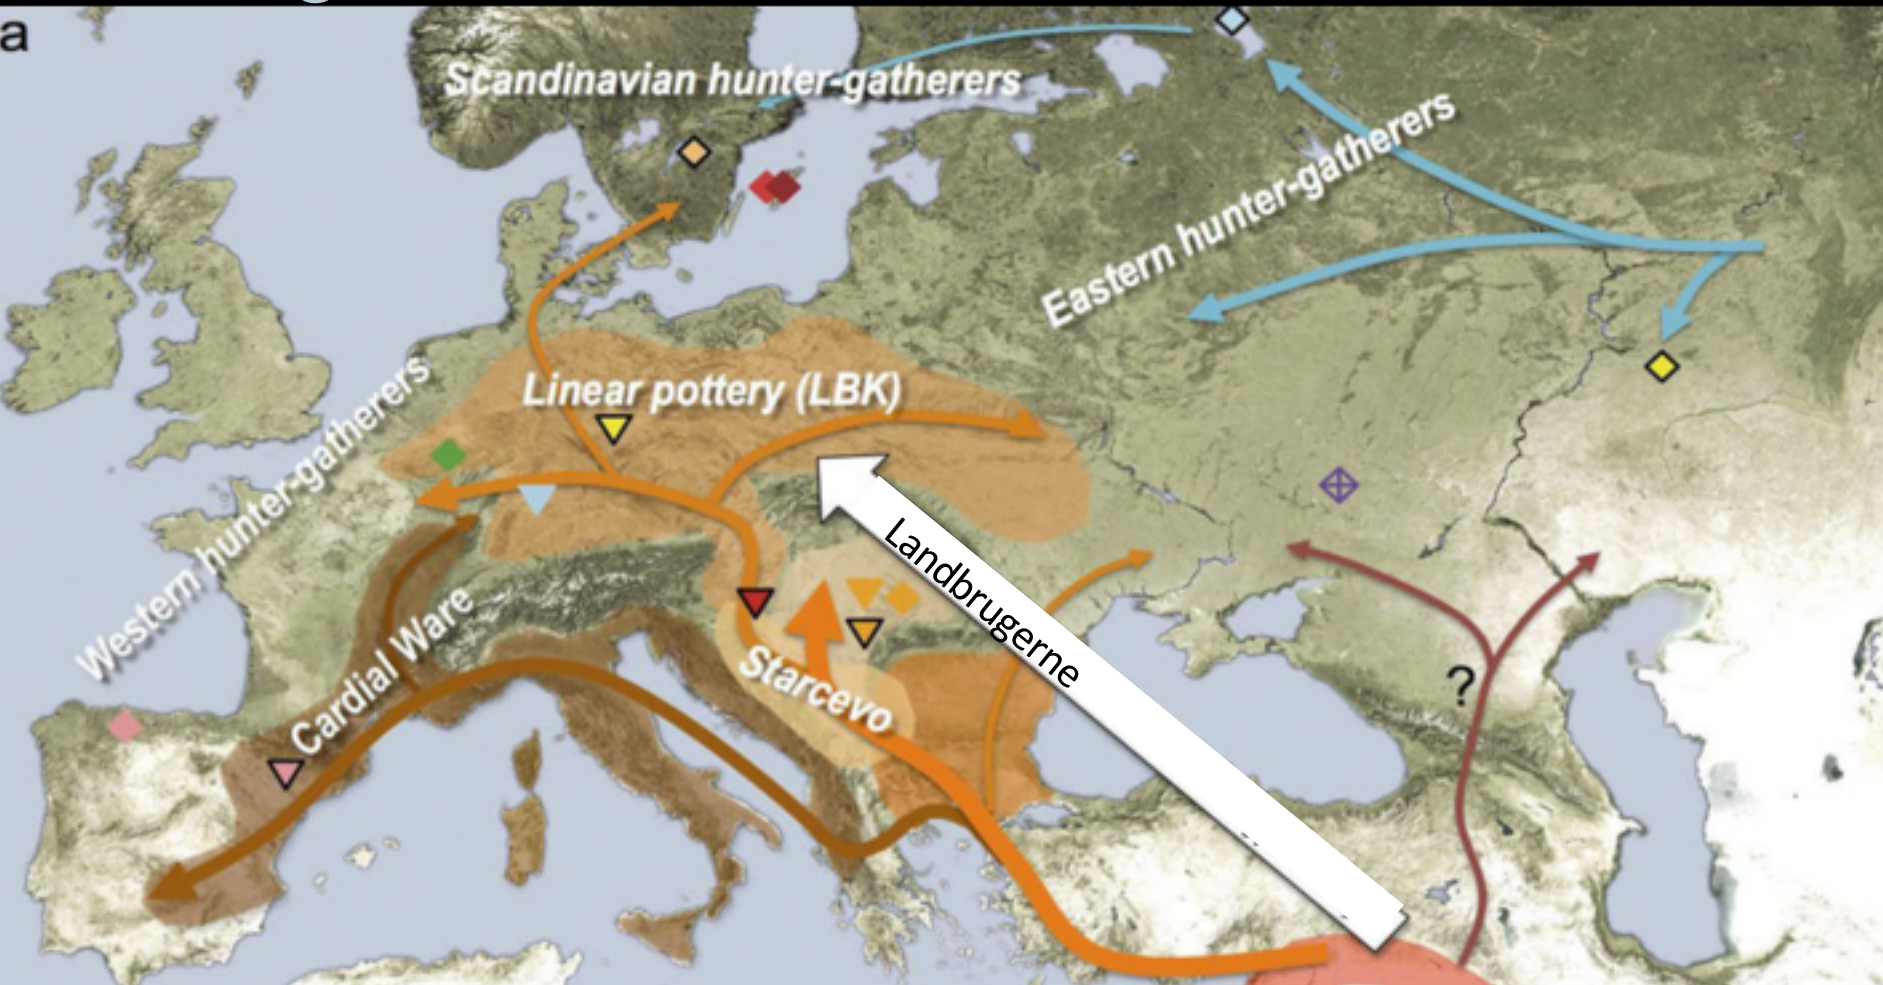 a
Scandinavian hunter-gatherers
Eastern hunter-gatherers
Linear pottery (LBK)
Western hunter-gatherers
Landbrugerne
Cardial Ware
Starcevo
?